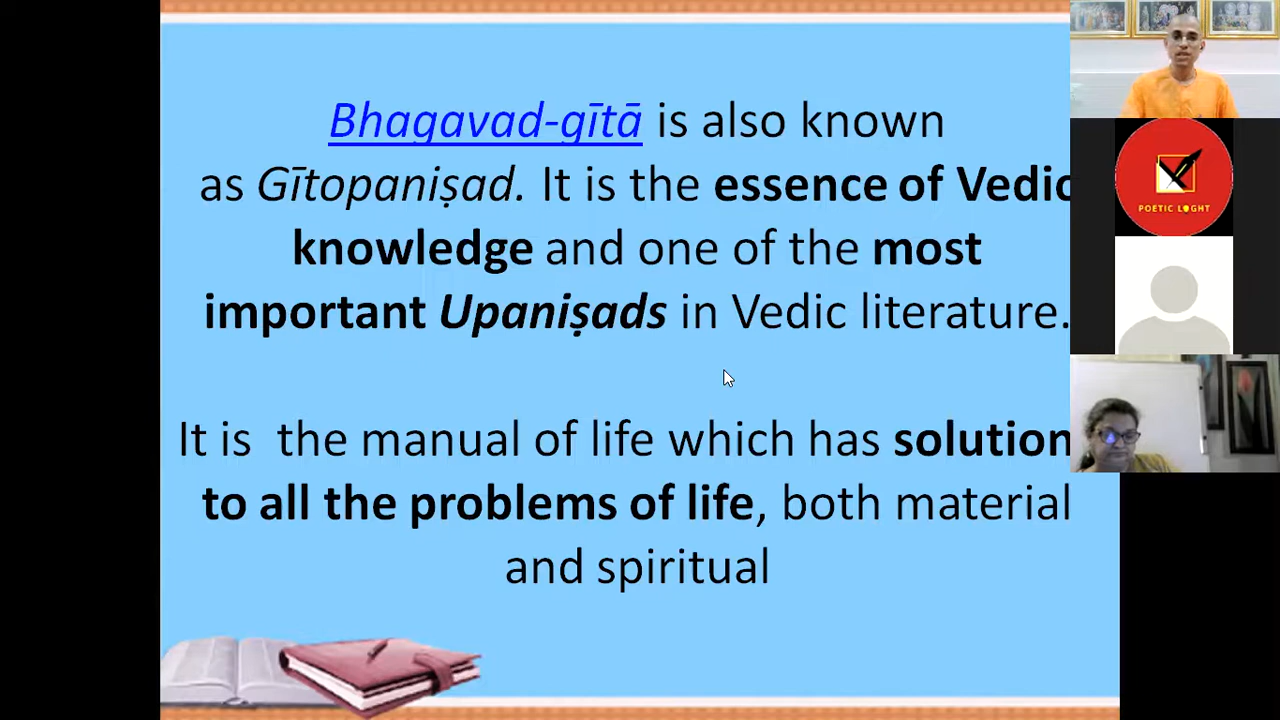 Bhagavad-gītā is also known
as Gītopaniṣad. It is the essence of Vedic
knowledge and one of the most
important Upaniṣads in Vedic literature.
It is the manual of life which has solution
to all the problems of life, both material
and spiritual
POETIC LIGHT